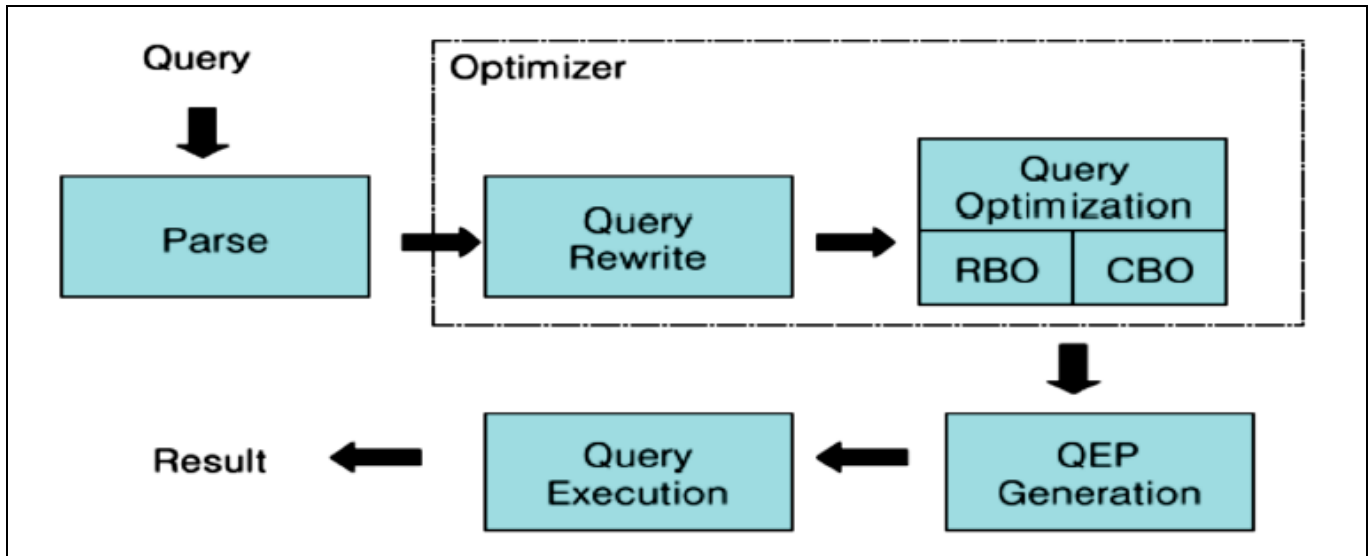 Query
Optimizer
Parse
Query
Rewrite
Query
Optimization
RBO
CBO
QEP
Generation
Query
Execution
Result